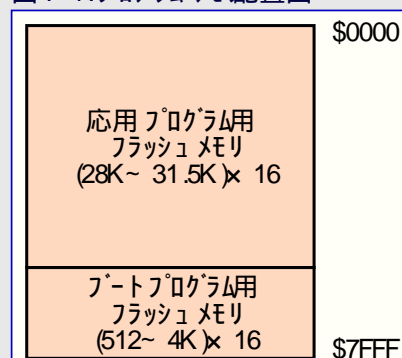 $0000
応用 ﾌﾟﾛｸﾞﾗﾑ用
ﾌﾗｯｼｭ ﾒﾓﾘ
(28K~ 31.5K)× 16
ﾌﾞｰﾄ ﾌﾟﾛｸﾞﾗﾑ用
ﾌﾗｯｼｭ ﾒﾓﾘ
(512~ 4K)× 16
$7FFF